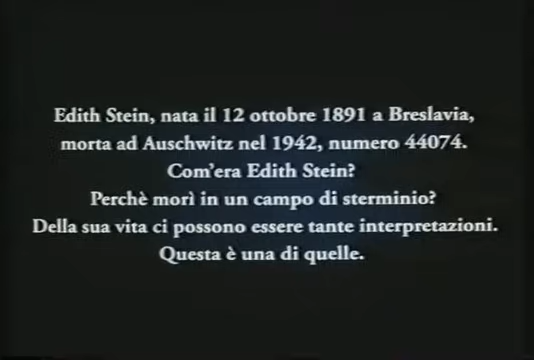 Edith Stein, nata il 12 ottobre 1891 a Breslavia,
morta ad Auschwitz nel 1942, numero 44074.
Com'era Edith Stein?
Perchè morì in un campo di sterminio?
Della sua vita ci possono essere tante interpretazioni.
Questa è una di quelle.